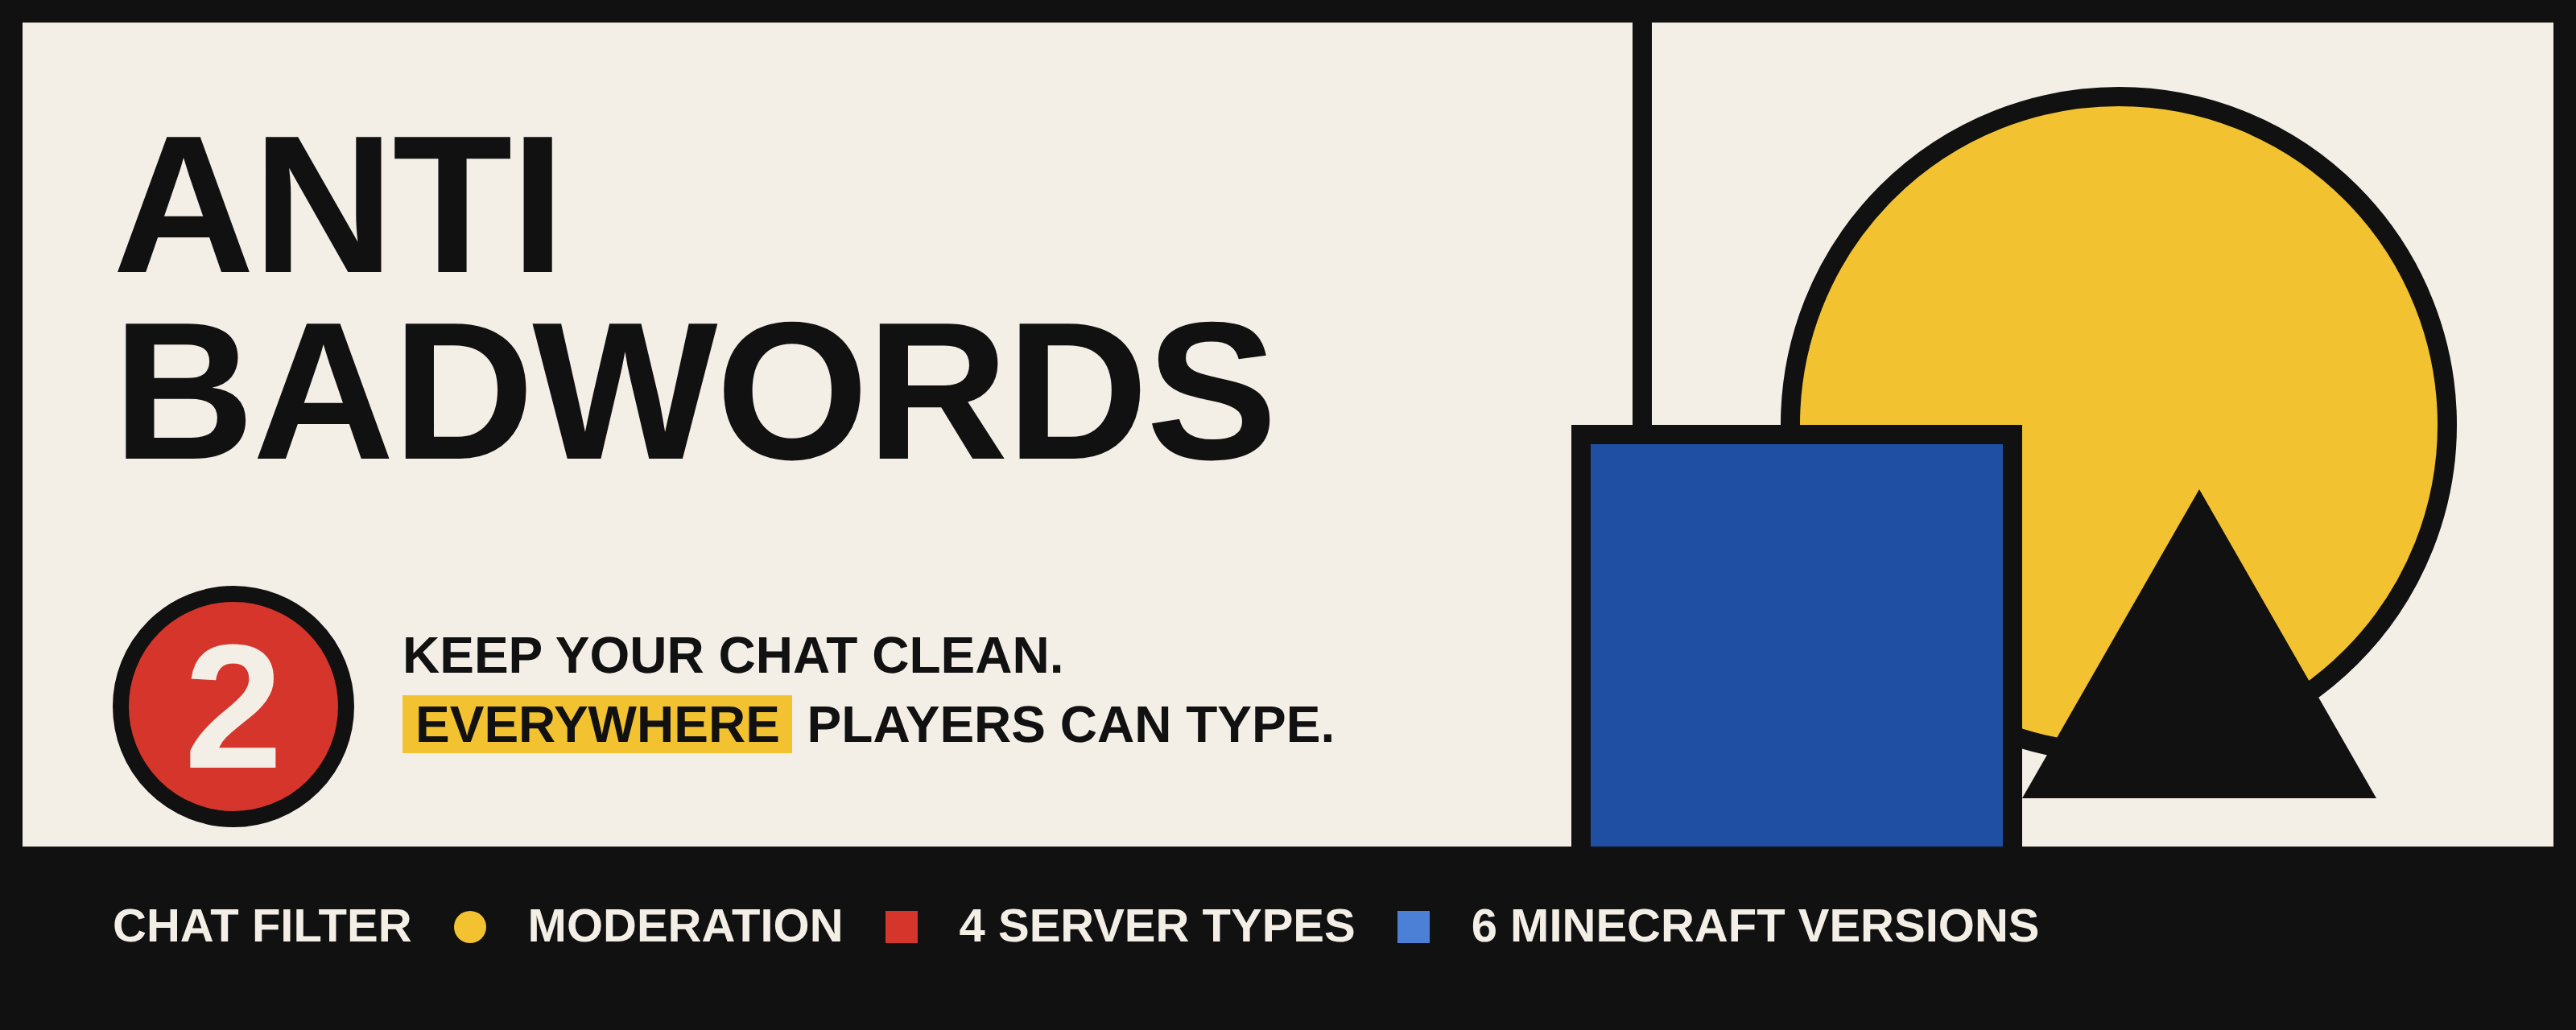 ANTI
BADWORDS
2
KEEP YOUR CHAT CLEAN.
EVERYWHERE PLAYERS CAN TYPE.
CHAT FILTER MODERATION 4 SERVER TYPES 6 MINECRAFT VERSIONS